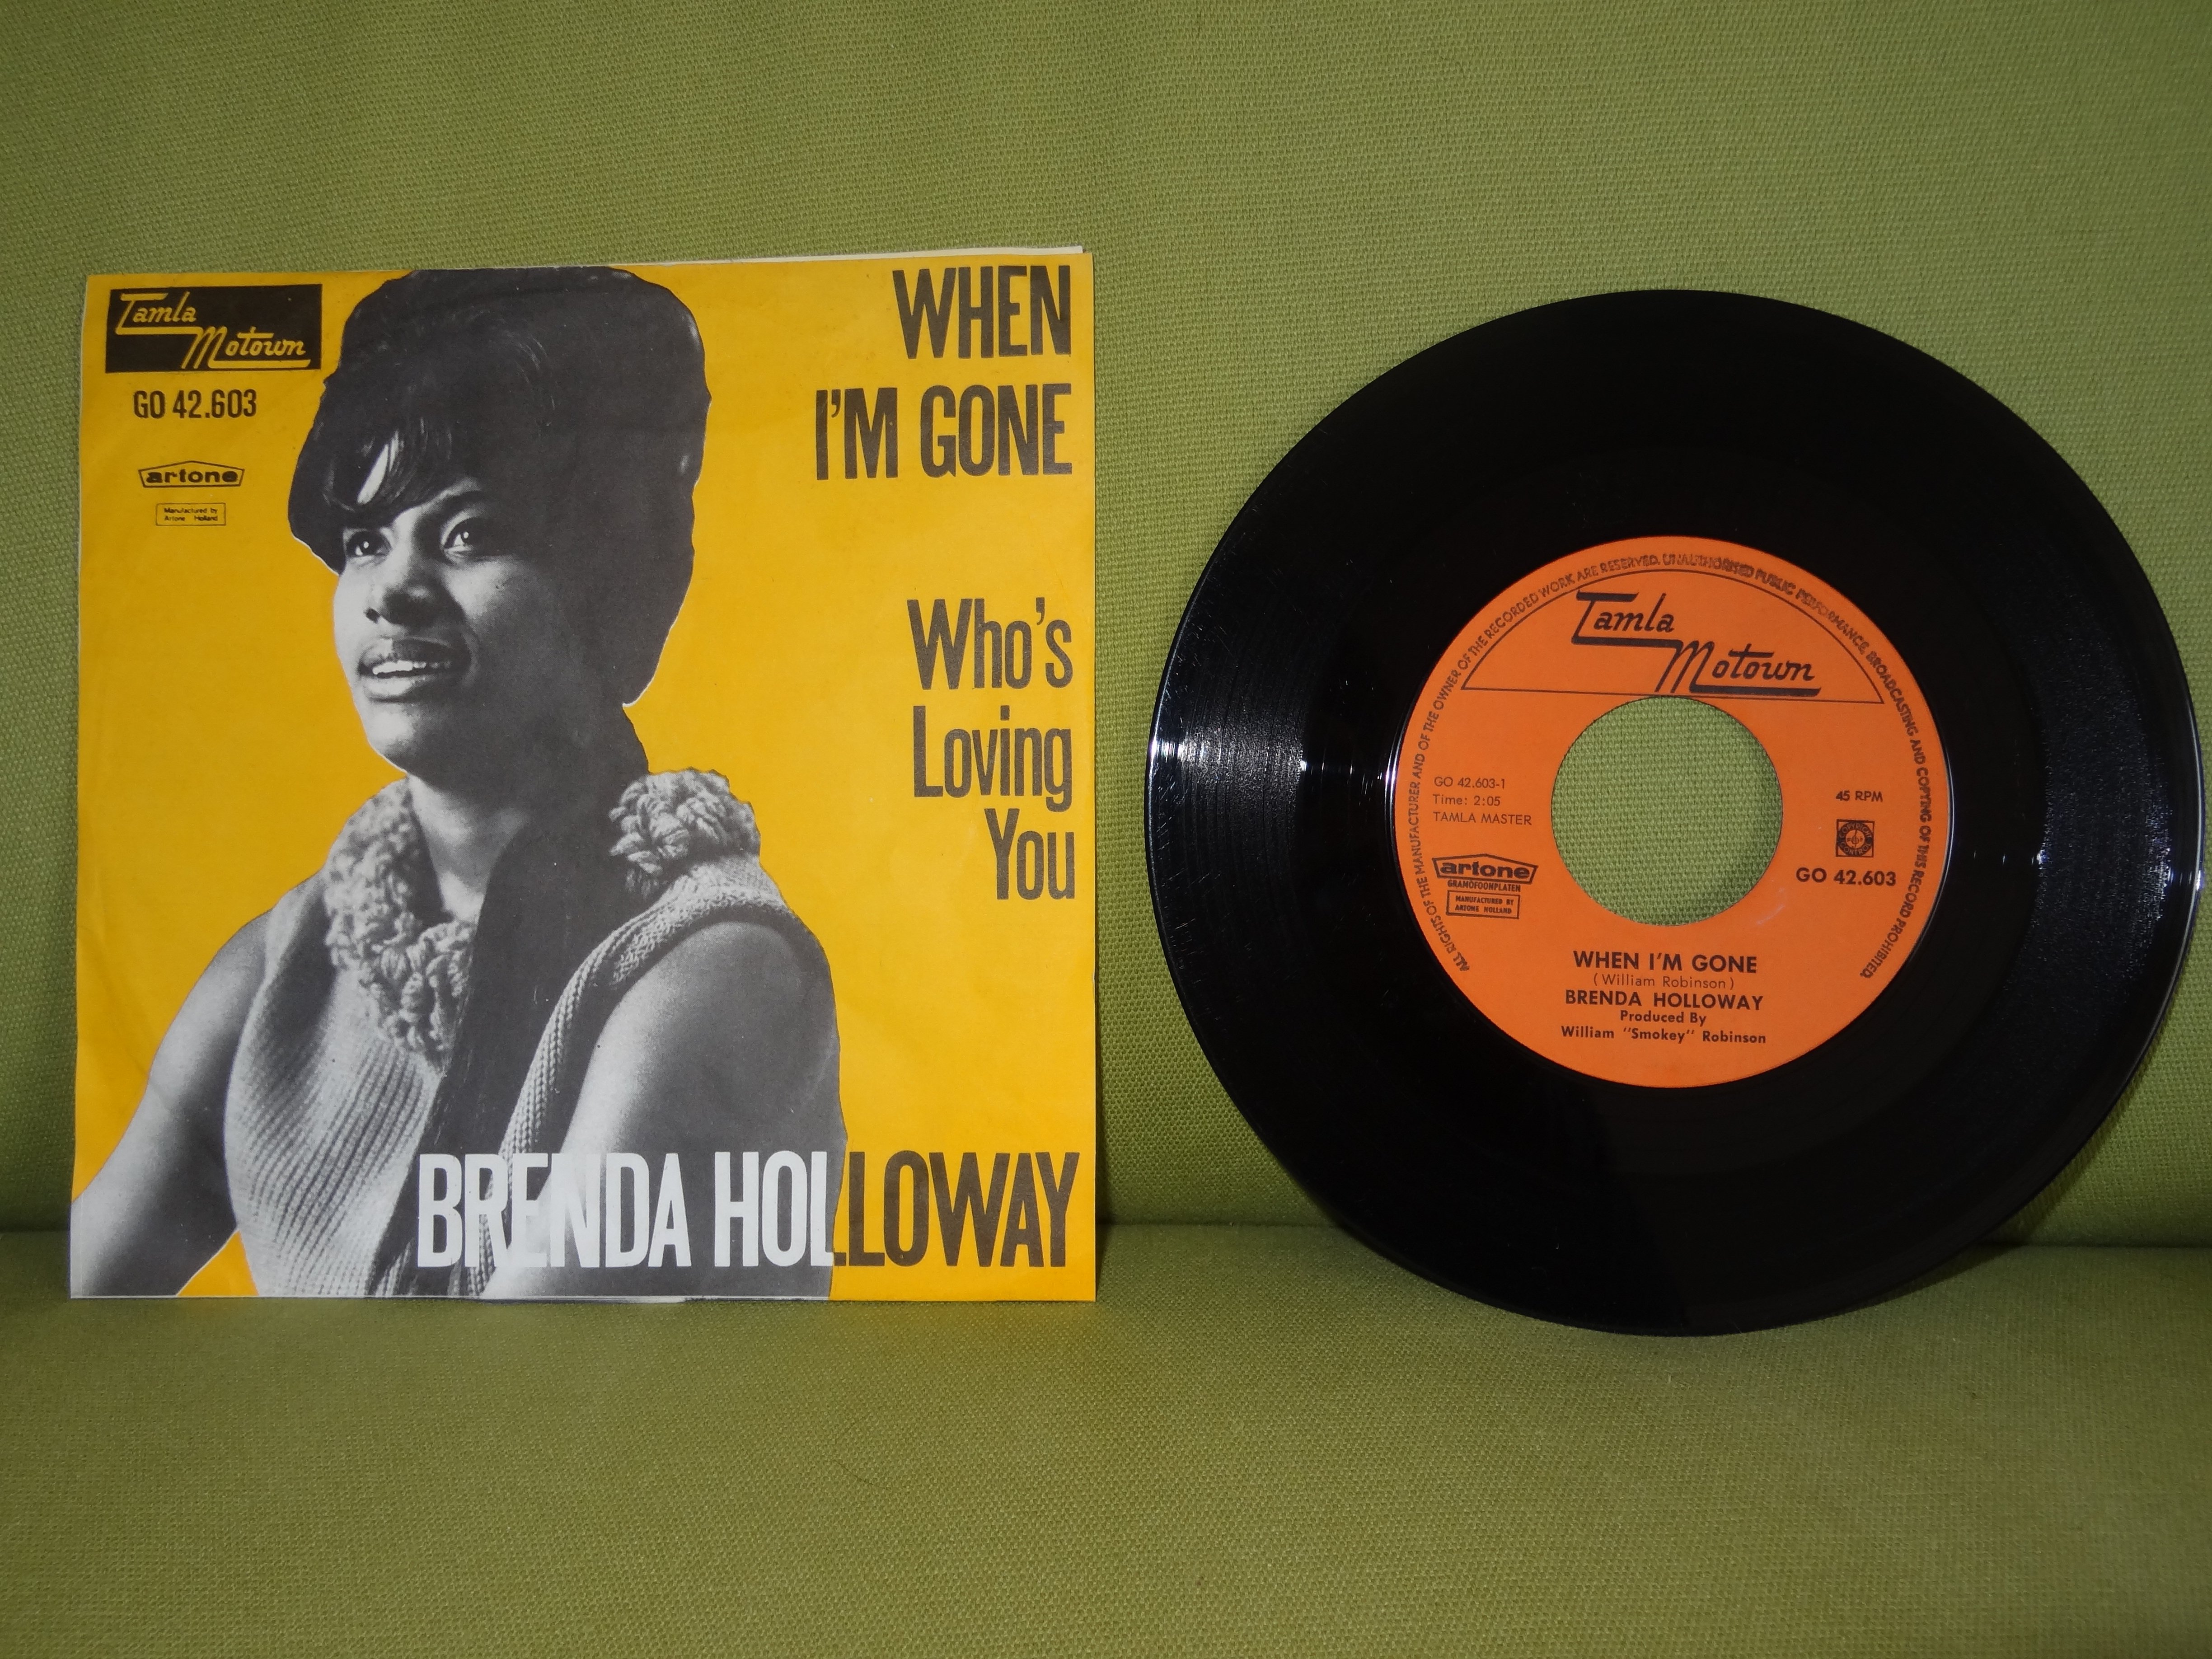 Tamla
Motown
GO 42.603
artone
Manufactured by
Artone Holland
WHEN
I'M GONE
Who's
Loving
You
BRENDA HOLLOWAY
ALL RIGHTS OF THE MANUFACTURER AND OF THE OWNER OF THE RECORDED WORK ARE RESERVED. UNAUTHORISED PUBLIC PERFORMANCE, BROADCASTING AND COPYING OF THIS RECORD PROHIBITED.
Tamla
Motown
GO 42.603-1
Time: 2:05
TAMLA MASTER
artone
GRAMOFOONPLATEN
MANUFACTURED BY
ARTONE HOLLAND
45 RPM
GO 42.603
WHEN I'M GONE
(William Robinson)
BRENDA HOLLOWAY
Produced By
William "Smokey" Robinson